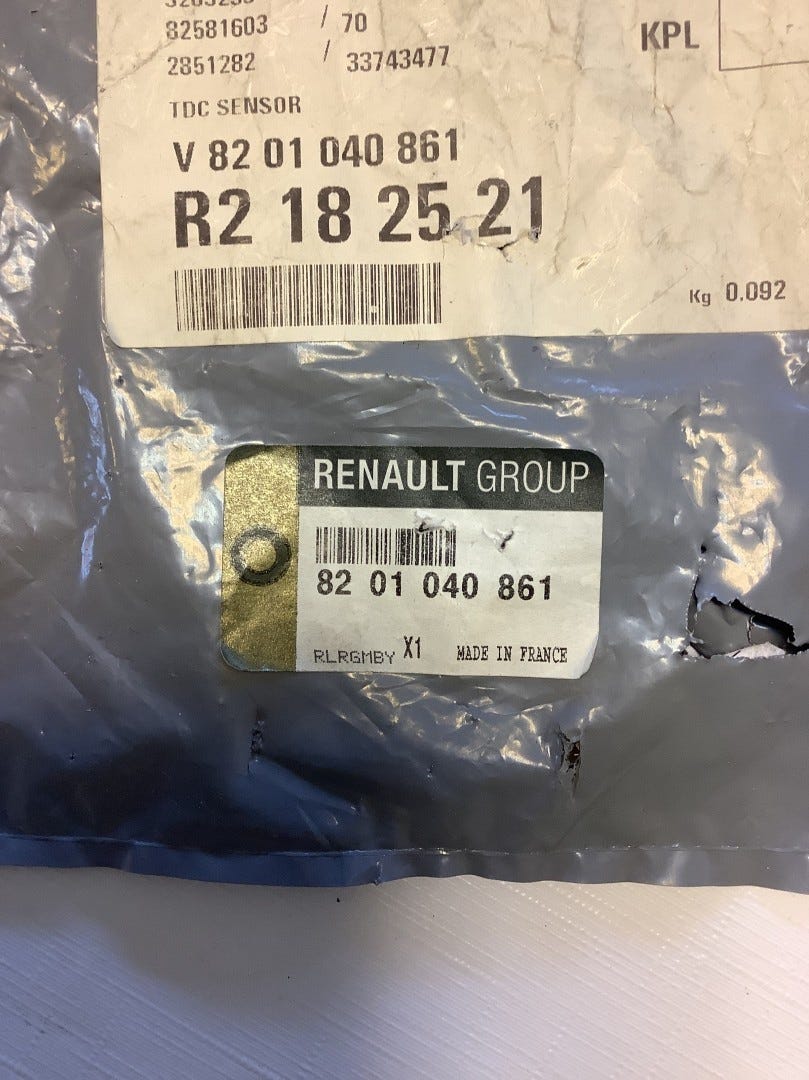 82581603 / 70
2851282 / 33743477
KPL
TDC SENSOR
V 82 01 040 861
R2 18 25 21
Kg 0.092
RENAULT GROUP
82 01 040 861
RLRGMBY X1 MADE IN FRANCE